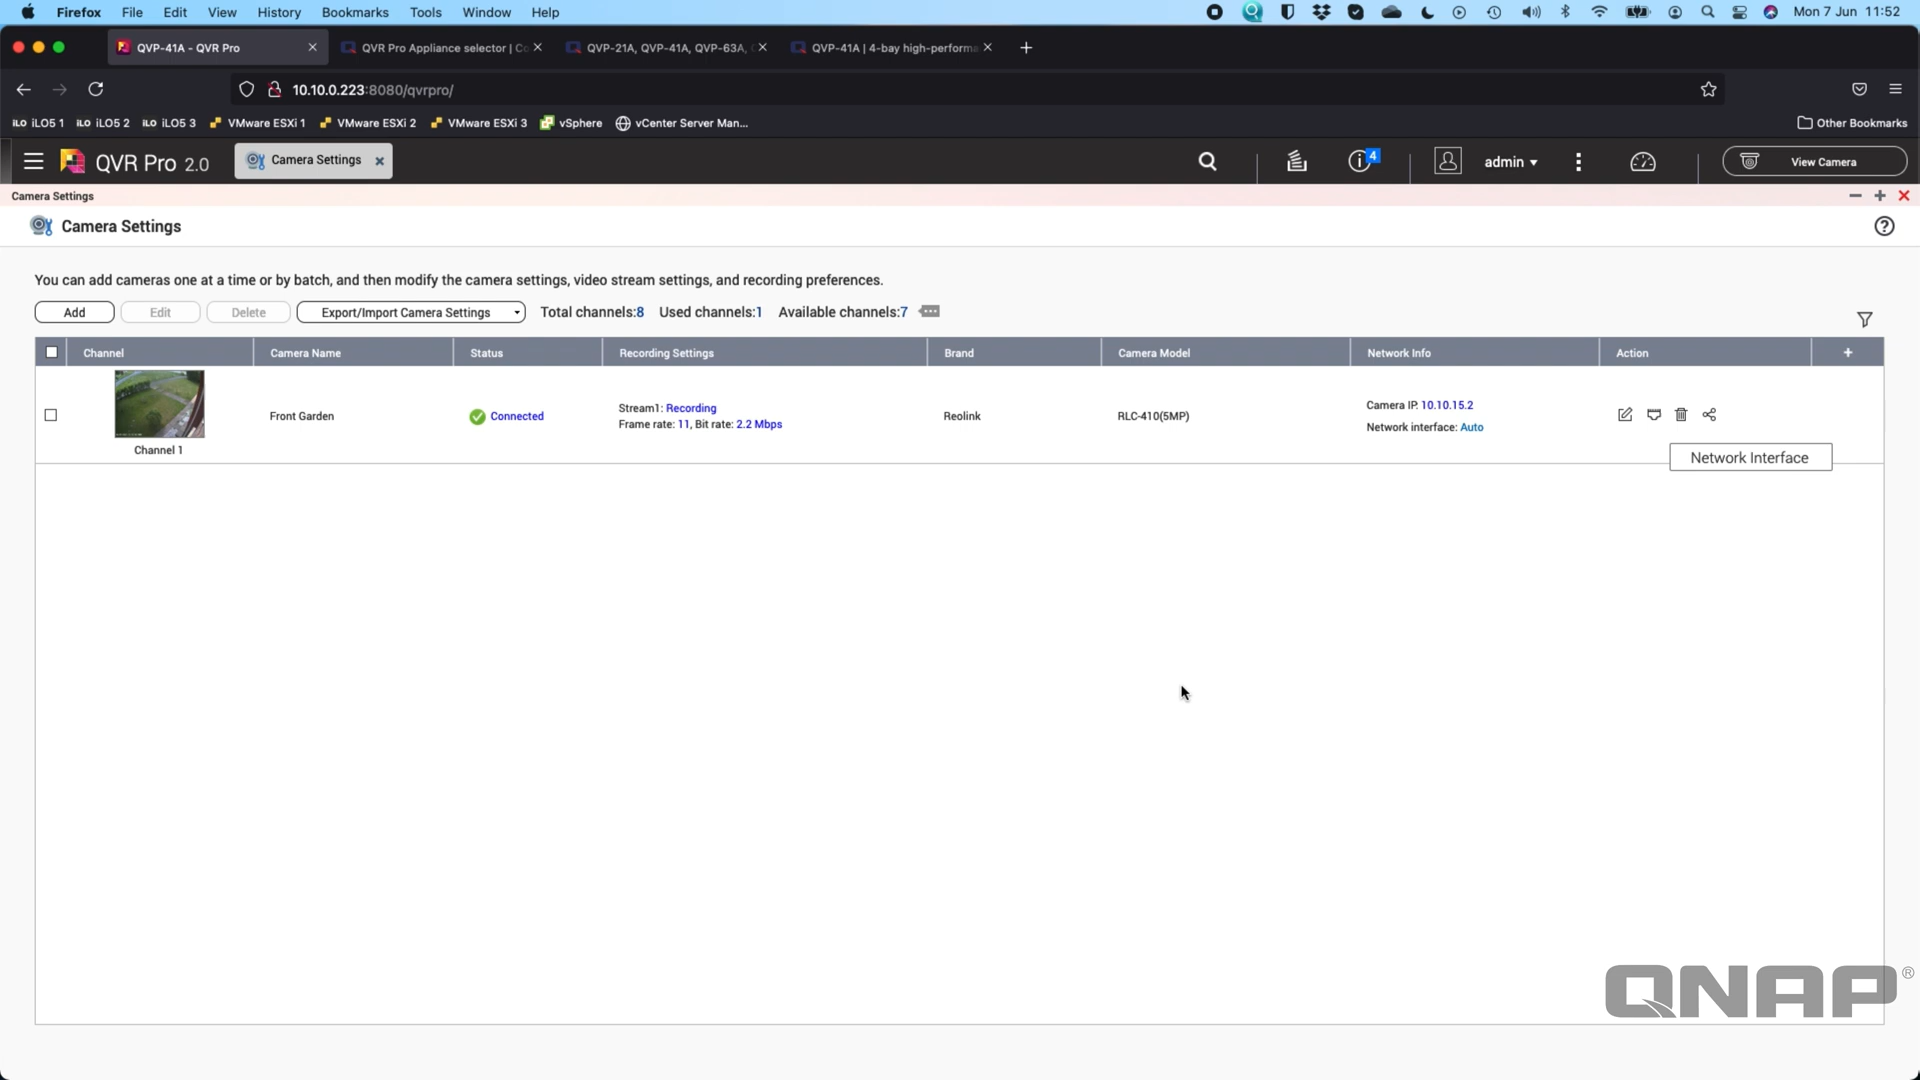 Firefox File Edit View History Bookmarks Tools Window Help Mon 7 Jun 11:52
QVP-41A - QVR Pro QVR Pro Appliance selector | Co QVP-21A, QVP-41A, QVP-63A, QVP-41A | 4-bay high-performa
10.10.0.223:8080/qvrpro/
iLO iLO5 1 iLO iLO5 2 iLO iLO5 3 VMware ESXi 1 VMware ESXi 2 VMware ESXi 3 vSphere vCenter Server Man... Other Bookmarks
QVR Pro 2.0 Camera Settings 4 admin View Camera
Camera Settings
Camera Settings
You can add cameras one at a time or by batch, and then modify the camera settings, video stream settings, and recording preferences.
Add Edit Delete Export/Import Camera Settings Total channels:8 Used channels:1 Available channels:7
Channel Camera Name Status Recording Settings Brand Camera Model Network Info Action
Front Garden Connected Stream1: Recording Reolink RLC-410(5MP) Camera IP: 10.10.15.2
Frame rate: 11, Bit rate: 2.2 Mbps Network interface: Auto
Channel 1
Network Interface
QNAP®